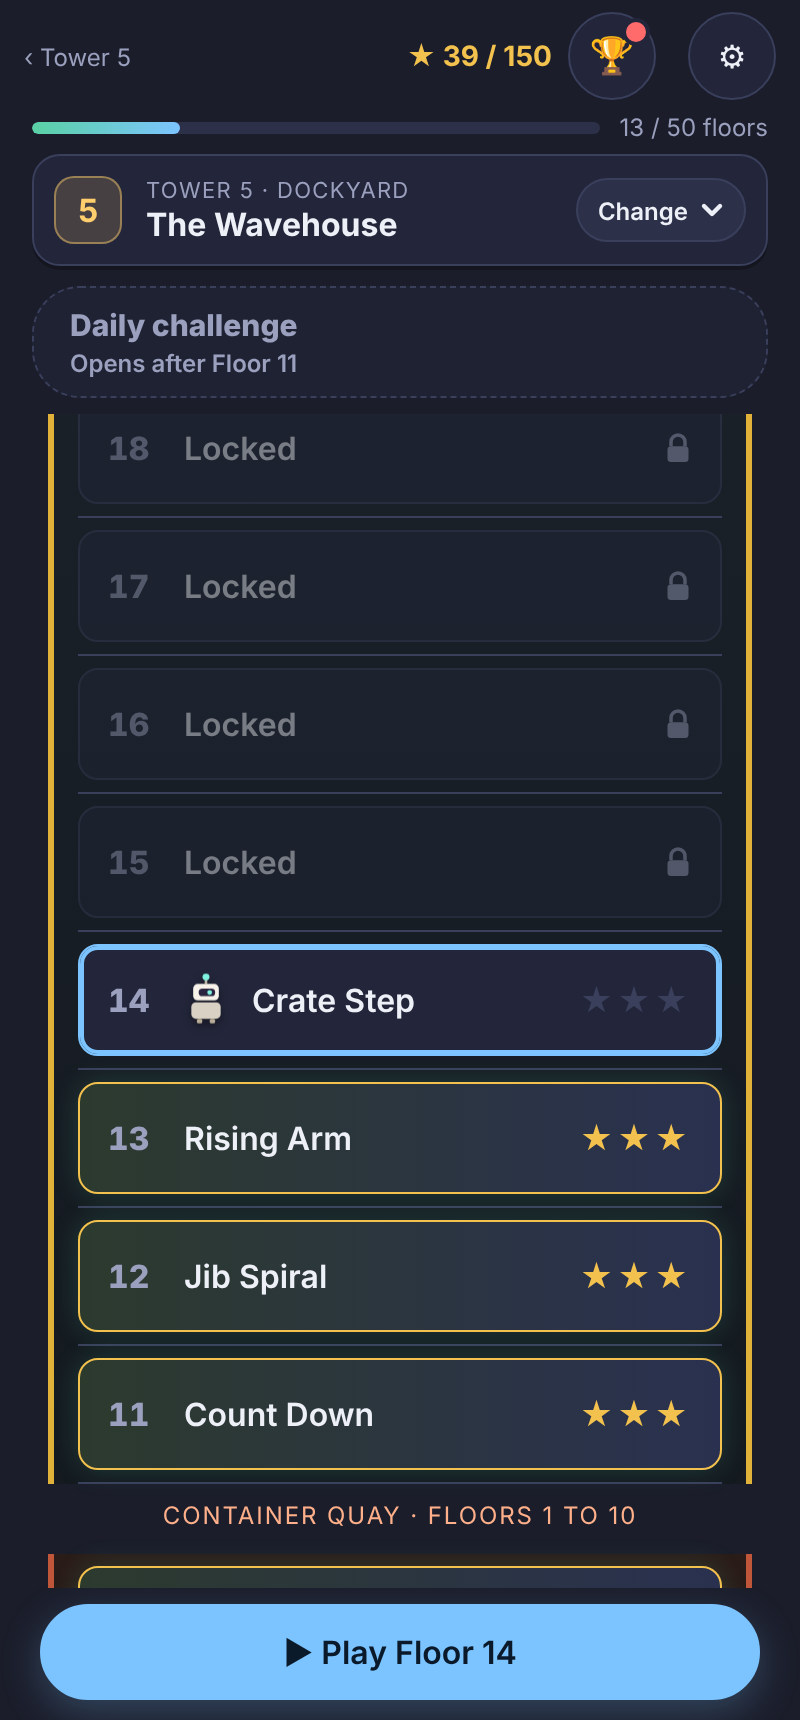 ‹ Tower 5
★ 39 / 150
13 / 50 floors
5
TOWER 5 · DOCKYARD
The Wavehouse
Change
Daily challenge
Opens after Floor 11
18 Locked
17 Locked
16 Locked
15 Locked
14 Crate Step ★ ★ ★
13 Rising Arm ★ ★ ★
12 Jib Spiral ★ ★ ★
11 Count Down ★ ★ ★
CONTAINER QUAY · FLOORS 1 TO 10
▶ Play Floor 14